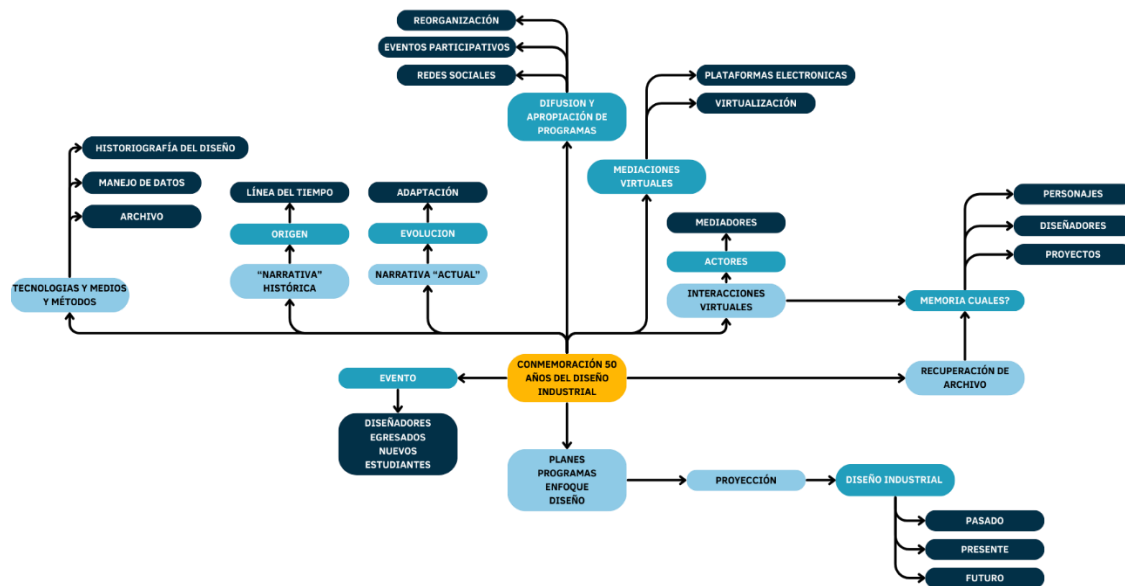 REORGANIZACIÓN
EVENTOS PARTICIPATIVOS
REDES SOCIALES
DIFUSION Y
APROPIACIÓN DE
PROGRAMAS
PLATAFORMAS ELECTRONICAS
VIRTUALIZACIÓN
MEDIACIONES
VIRTUALES
HISTORIOGRAFÍA DEL DISEÑO
MANEJO DE DATOS
ARCHIVO
TECNOLOGIAS Y MEDIOS
Y MÉTODOS
LÍNEA DEL TIEMPO
ORIGEN
“NARRATIVA”
HISTÓRICA
ADAPTACIÓN
EVOLUCION
NARRATIVA “ACTUAL”
MEDIADORES
ACTORES
INTERACCIONES
VIRTUALES
PERSONAJES
DISEÑADORES
PROYECTOS
MEMORIA CUALES?
RECUPERACIÓN DE
ARCHIVO
CONMEMORACIÓN 50
AÑOS DEL DISEÑO
INDUSTRIAL
EVENTO
DISEÑADORES
EGRESADOS
NUEVOS
ESTUDIANTES
PLANES
PROGRAMAS
ENFOQUE
DISEÑO
PROYECCIÓN
DISEÑO INDUSTRIAL
PASADO
PRESENTE
FUTURO